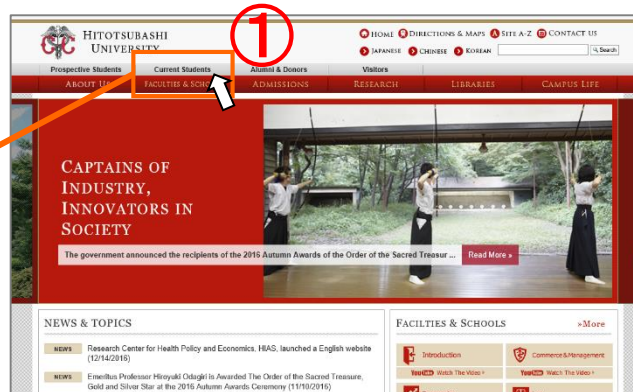 ①
HITOTSUBASHI
UNIVERSITY
HOME DIRECTIONS & MAPS SITE A-Z CONTACT US
JAPANESE CHINESE KOREAN Search
Prospective Students Current Students Alumni & Donors Visitors
ABOUT US FACULTIES & SCHOOLS ADMISSIONS RESEARCH LIBRARIES CAMPUS LIFE
CAPTAINS OF
INDUSTRY,
INNOVATORS IN
SOCIETY
The government announced the recipients of the 2016 Autumn Awards of the Order of the Sacred Treasur ... Read More »
NEWS & TOPICS
NEWS Research Center for Health Policy and Economics, HIAS, launched a English website
(12/14/2016)
NEWS Emeritus Professor Hiroyuki Odagiri is Awarded The Order of the Sacred Treasure,
Gold and Silver Star at the 2016 Autumn Awards Ceremony (11/10/2016)
FACILTIES & SCHOOLS »More
Introduction Commerce&Management
YouTube Watch The Video YouTube Watch The Video